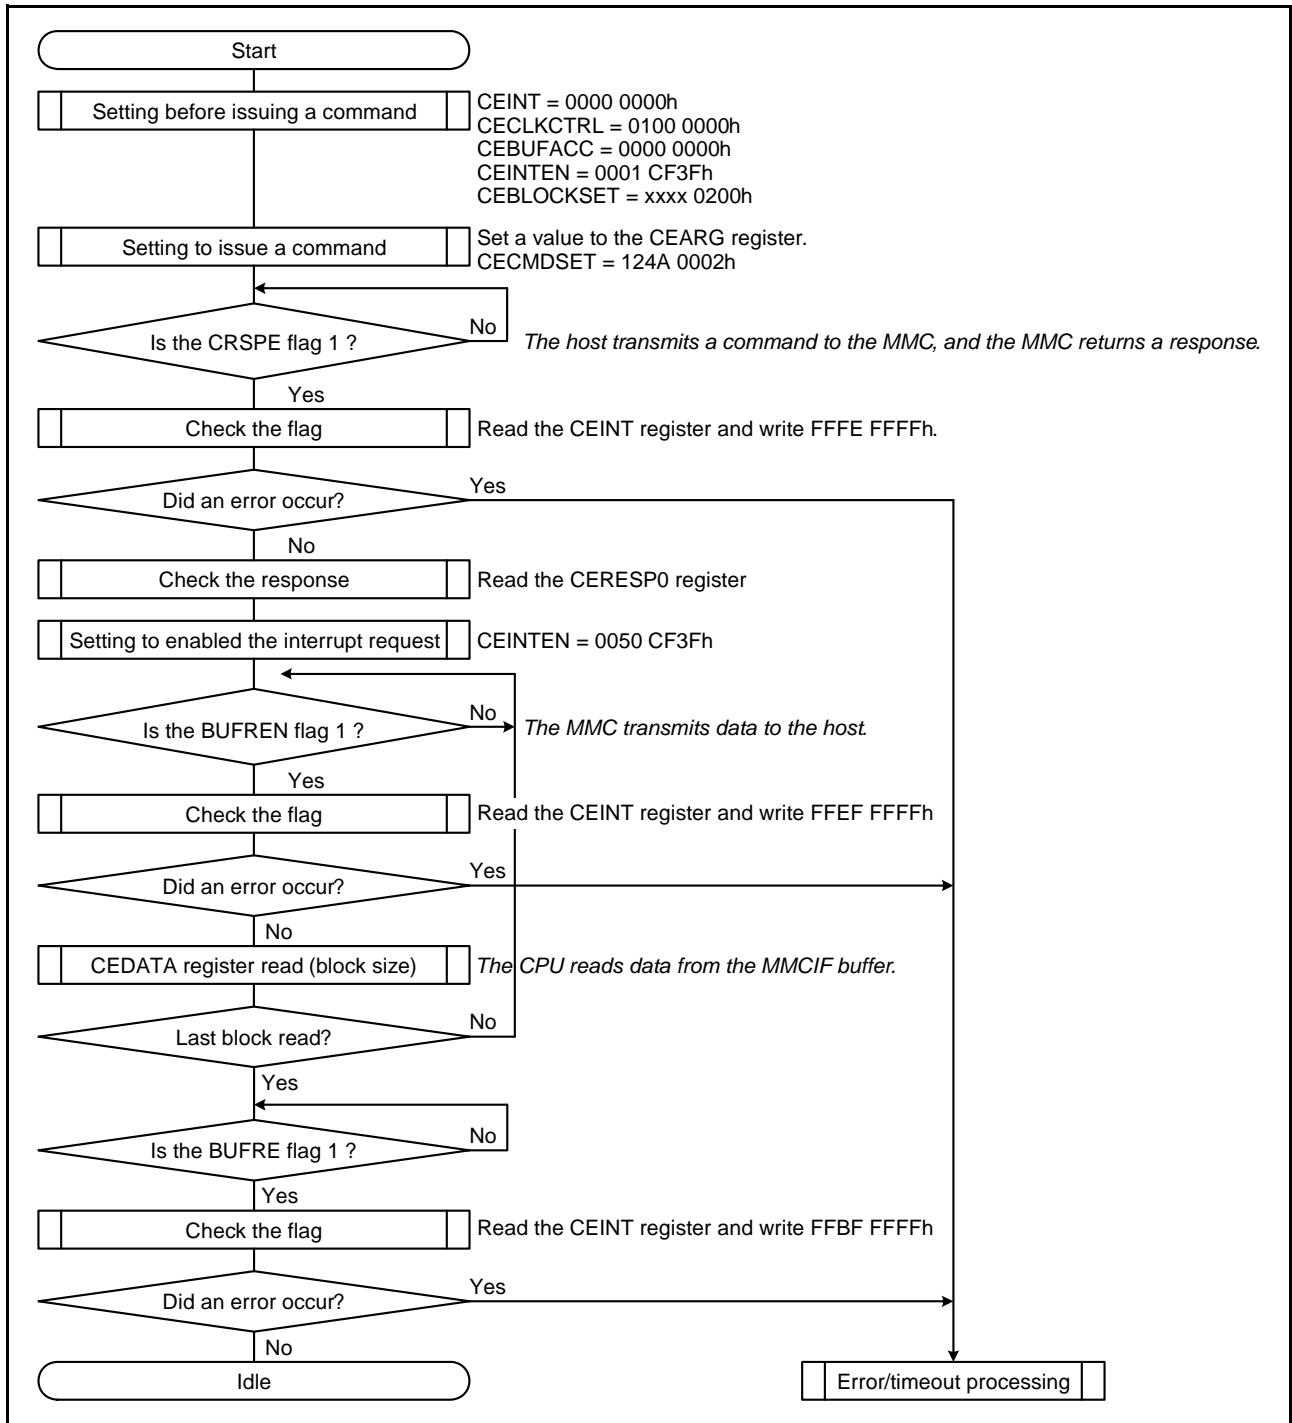 Start
Setting before issuing a command
CEINT = 0000 0000h
CECLKCTRL = 0100 0000h
CEBUFACC = 0000 0000h
CEINTEN = 0001 CF3Fh
CEBLOCKSET = xxxx 0200h
Setting to issue a command
Set a value to the CEARG register.
CECMDSET = 124A 0002h
Is the CRSPE flag 1 ?
No
The host transmits a command to the MMC, and the MMC returns a response.
Yes
Check the flag
Read the CEINT register and write FFFE FFFFh.
Did an error occur?
Yes
No
Check the response
Read the CERESP0 register
Setting to enabled the interrupt request
CEINTEN = 0050 CF3Fh
Is the BUFREN flag 1 ?
No
The MMC transmits data to the host.
Yes
Check the flag
Read the CEINT register and write FFEF FFFFh
Did an error occur?
Yes
No
CEDATA register read (block size)
The CPU reads data from the MMCIF buffer.
Last block read?
No
Yes
Is the BUFRE flag 1 ?
No
Yes
Check the flag
Read the CEINT register and write FFBF FFFFh
Did an error occur?
Yes
No
Idle
Error/timeout processing